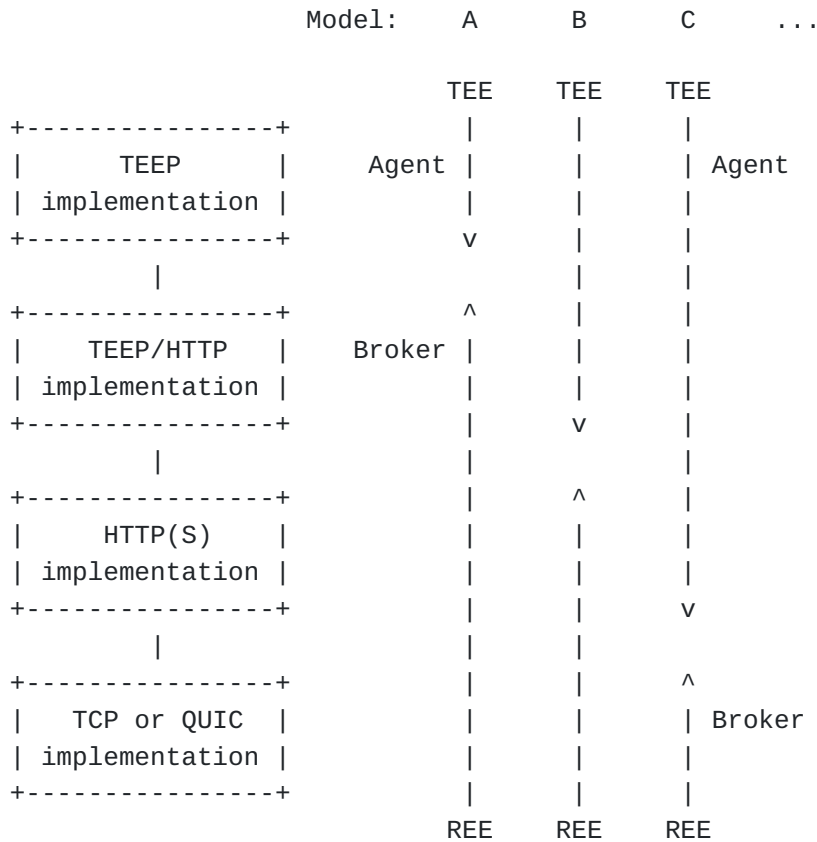 Model:    A      B      C     ...

                            TEE    TEE    TEE
+----------------+           |      |      |
|      TEEP      |     Agent |      |      | Agent
| implementation |           |      |      |
+----------------+           v      |      |
         |                          |      |
+----------------+           ^      |      |
|    TEEP/HTTP   |    Broker |      |      |
| implementation |           |      |      |
+----------------+           |      v      |
         |                   |             |
+----------------+           |      ^      |
|     HTTP(S)    |           |      |      |
| implementation |           |      |      |
+----------------+           |      |      v
         |                   |      |
+----------------+           |      |      ^
|   TCP or QUIC  |           |      |      | Broker
| implementation |           |      |      |
+----------------+           |      |      |
                            REE    REE    REE